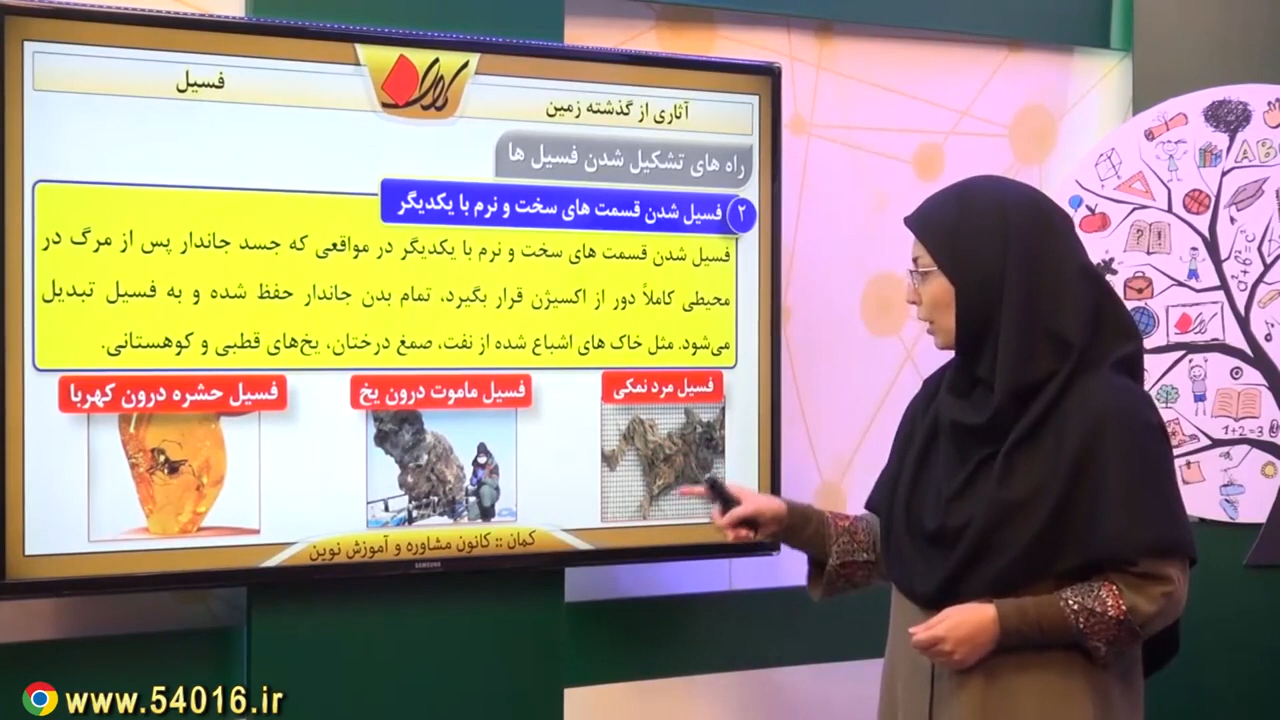 آثاری از گذشته زمین
فسیل
راه های تشکیل شدن فسیل ها
۲ فسیل شدن قسمت های سخت و نرم با یکدیگر
فسیل شدن قسمت های سخت و نرم با یکدیگر در مواقعی که جسد جاندار پس از مرگ در
محیطی کاملاً دور از اکسیژن قرار بگیرد، تمام بدن جاندار حفظ شده و به فسیل تبدیل
می‌شود. مثل خاک های اشباع شده از نفت، صمغ درختان، یخ‌های قطبی و کوهستانی.
فسیل مرد نمکی
فسیل ماموت درون یخ
فسیل حشره درون کهربا
کمان :: کانون مشاوره و آموزش نوین
SAMSUNG
www.54016.ir
1+2=3